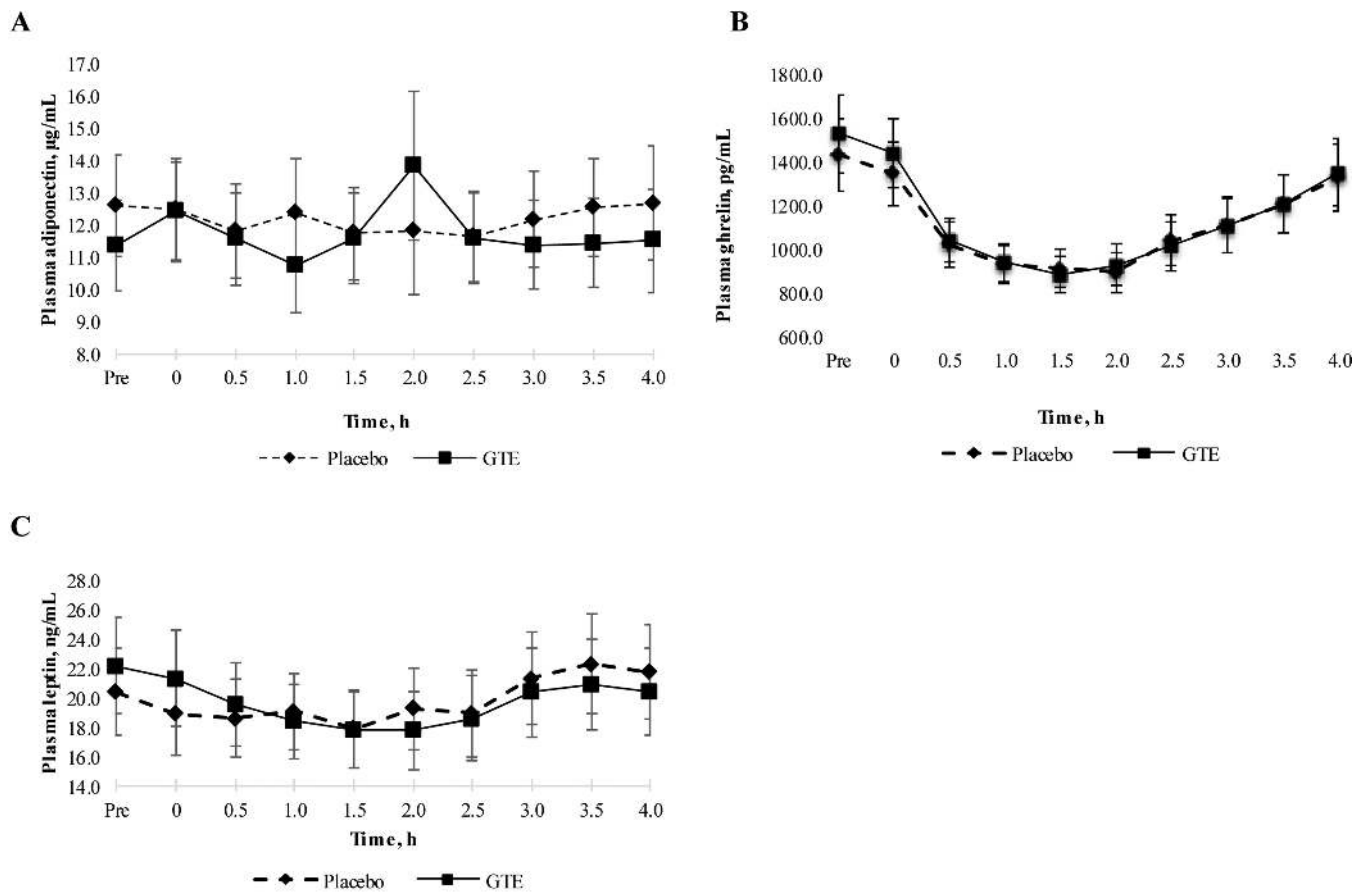 A
Plasma adiponectin, µg/mL
17.0
16.0
15.0
14.0
13.0
12.0
11.0
10.0
9.0
8.0
Pre 0 0.5 1.0 1.5 2.0 2.5 3.0 3.5 4.0
Time, h
Placebo GTE
B
Plasma ghrelin, pg/mL
1800.0
1600.0
1400.0
1200.0
1000.0
800.0
600.0
Pre 0 0.5 1.0 1.5 2.0 2.5 3.0 3.5 4.0
Time, h
Placebo GTE
C
Plasma leptin, ng/mL
28.0
26.0
24.0
22.0
20.0
18.0
16.0
14.0
Pre 0 0.5 1.0 1.5 2.0 2.5 3.0 3.5 4.0
Time, h
Placebo GTE